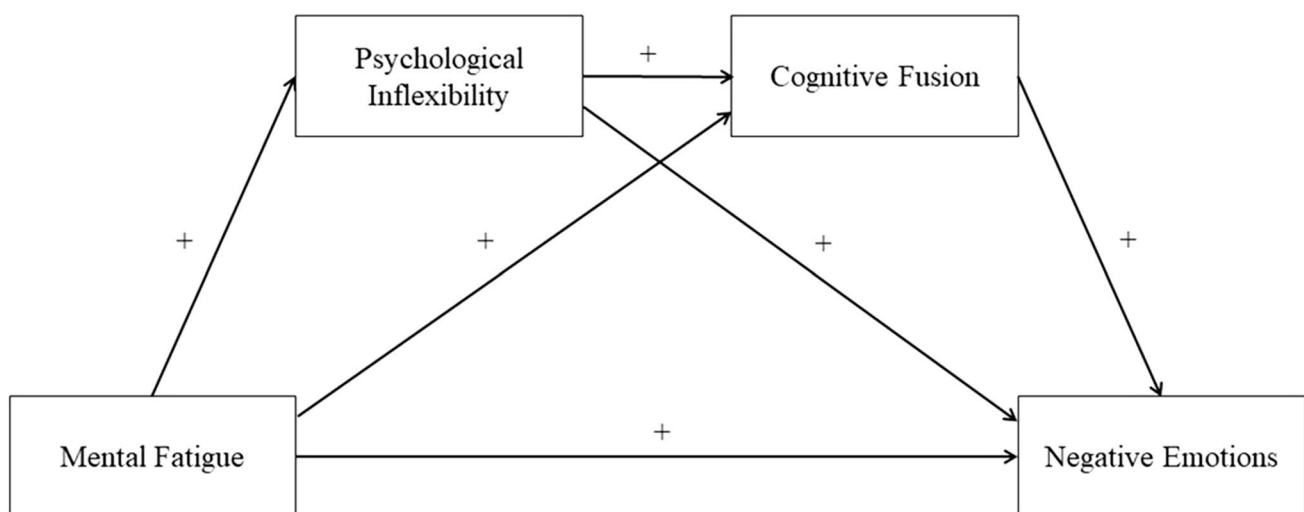 Psychological
Inflexibility
+
Cognitive Fusion
+
+
+
+
Mental Fatigue
+
Negative Emotions